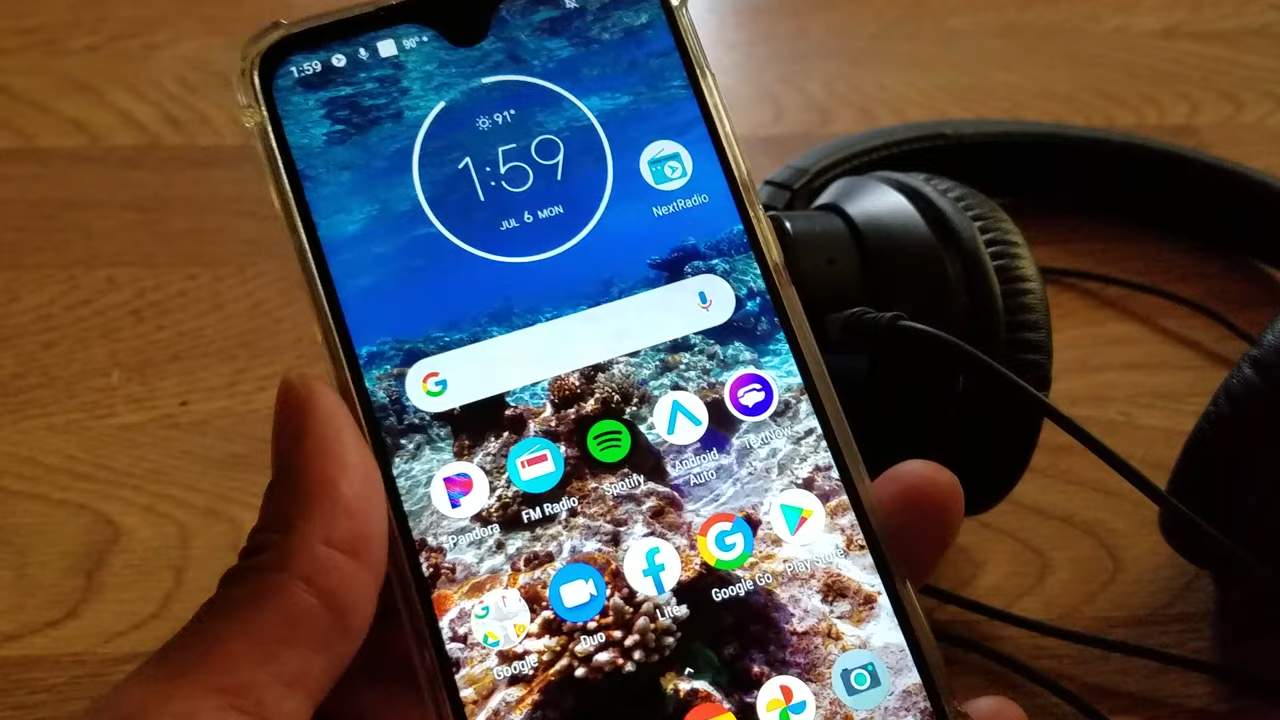 1:59 90°
91°
1:59
JUL 6 MON
NextRadio
Pandora
FM Radio
Spotify
Android
Auto
TextNow
Google
Duo
Lite
Google Go
Play Store